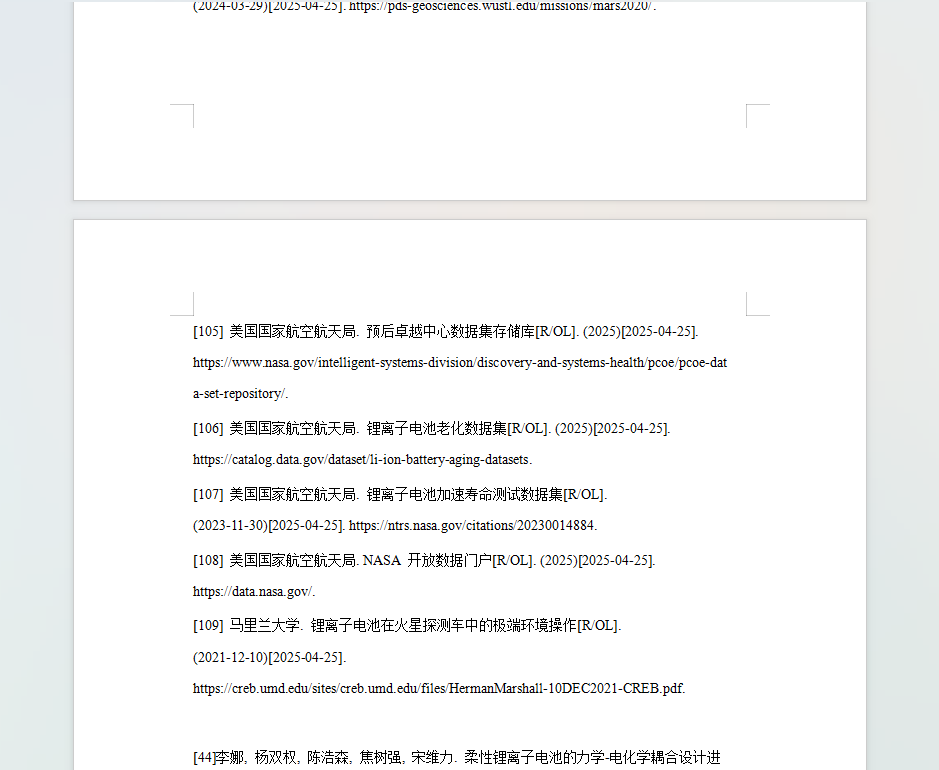 (2024-03-29)[2025-04-25]. https://pds-geosciences.wustl.edu/missions/mars2020/.
[105] 美国国家航空航天局. 预后卓越中心数据集存储库[R/OL]. (2025)[2025-04-25].
https://www.nasa.gov/intelligent-systems-division/discovery-and-systems-health/pcoe/pcoe-dat
a-set-repository/.
[106] 美国国家航空航天局. 锂离子电池老化数据集[R/OL]. (2025)[2025-04-25].
https://catalog.data.gov/dataset/li-ion-battery-aging-datasets.
[107] 美国国家航空航天局. 锂离子电池加速寿命测试数据集[R/OL].
(2023-11-30)[2025-04-25]. https://ntrs.nasa.gov/citations/20230014884.
[108] 美国国家航空航天局. NASA 开放数据门户[R/OL]. (2025)[2025-04-25].
https://data.nasa.gov/.
[109] 马里兰大学. 锂离子电池在火星探测车中的极端环境操作[R/OL].
(2021-12-10)[2025-04-25].
https://creb.umd.edu/sites/creb.umd.edu/files/HermanMarshall-10DEC2021-CREB.pdf.
[44]李娜, 杨双权, 陈浩森, 焦树强, 宋维力. 柔性锂离子电池的力学-电化学耦合设计进